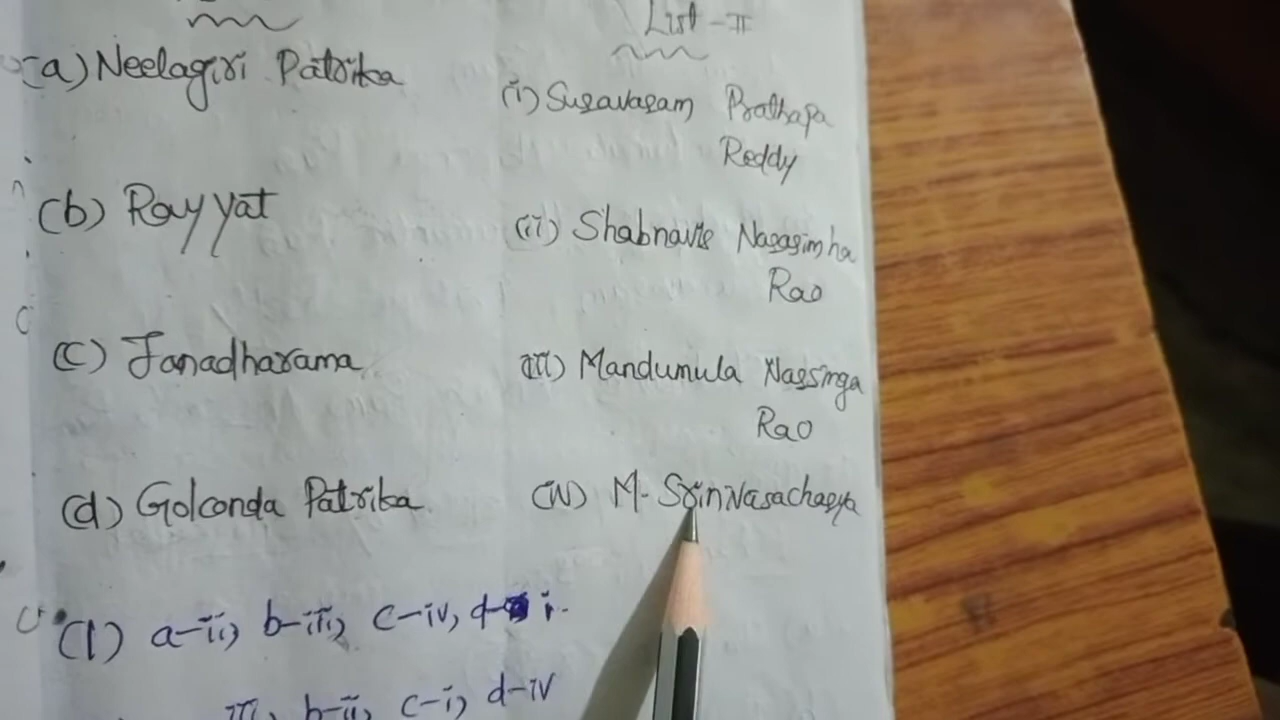 List - II
(a) Neelagiri Patrika
(i) Suravaram Prathapa
Reddy
(b) Rayyat
(ii) Shabnavis Narasimha
Rao
(c) Janadharama
(iii) Mandumula Narsinga
Rao
(d) Golconda Patrika
(iv) M. Srinivasacharya
(1) a-ii, b-iii, c-iv, d-i.
iii, b-ii, c-i, d-iv